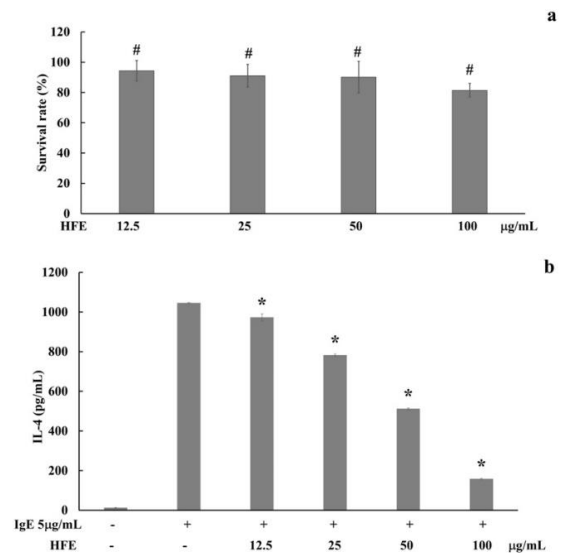 a
120
100
80
60
40
20
0
Survival rate (%)
# # # #
HFE 12.5 25 50 100 μg/mL
b
1200
1000
800
600
400
200
0
IL-4 (pg/mL)
* * * *
IgE 5μg/mL - + + + + +
HFE - - 12.5 25 50 100 μg/mL